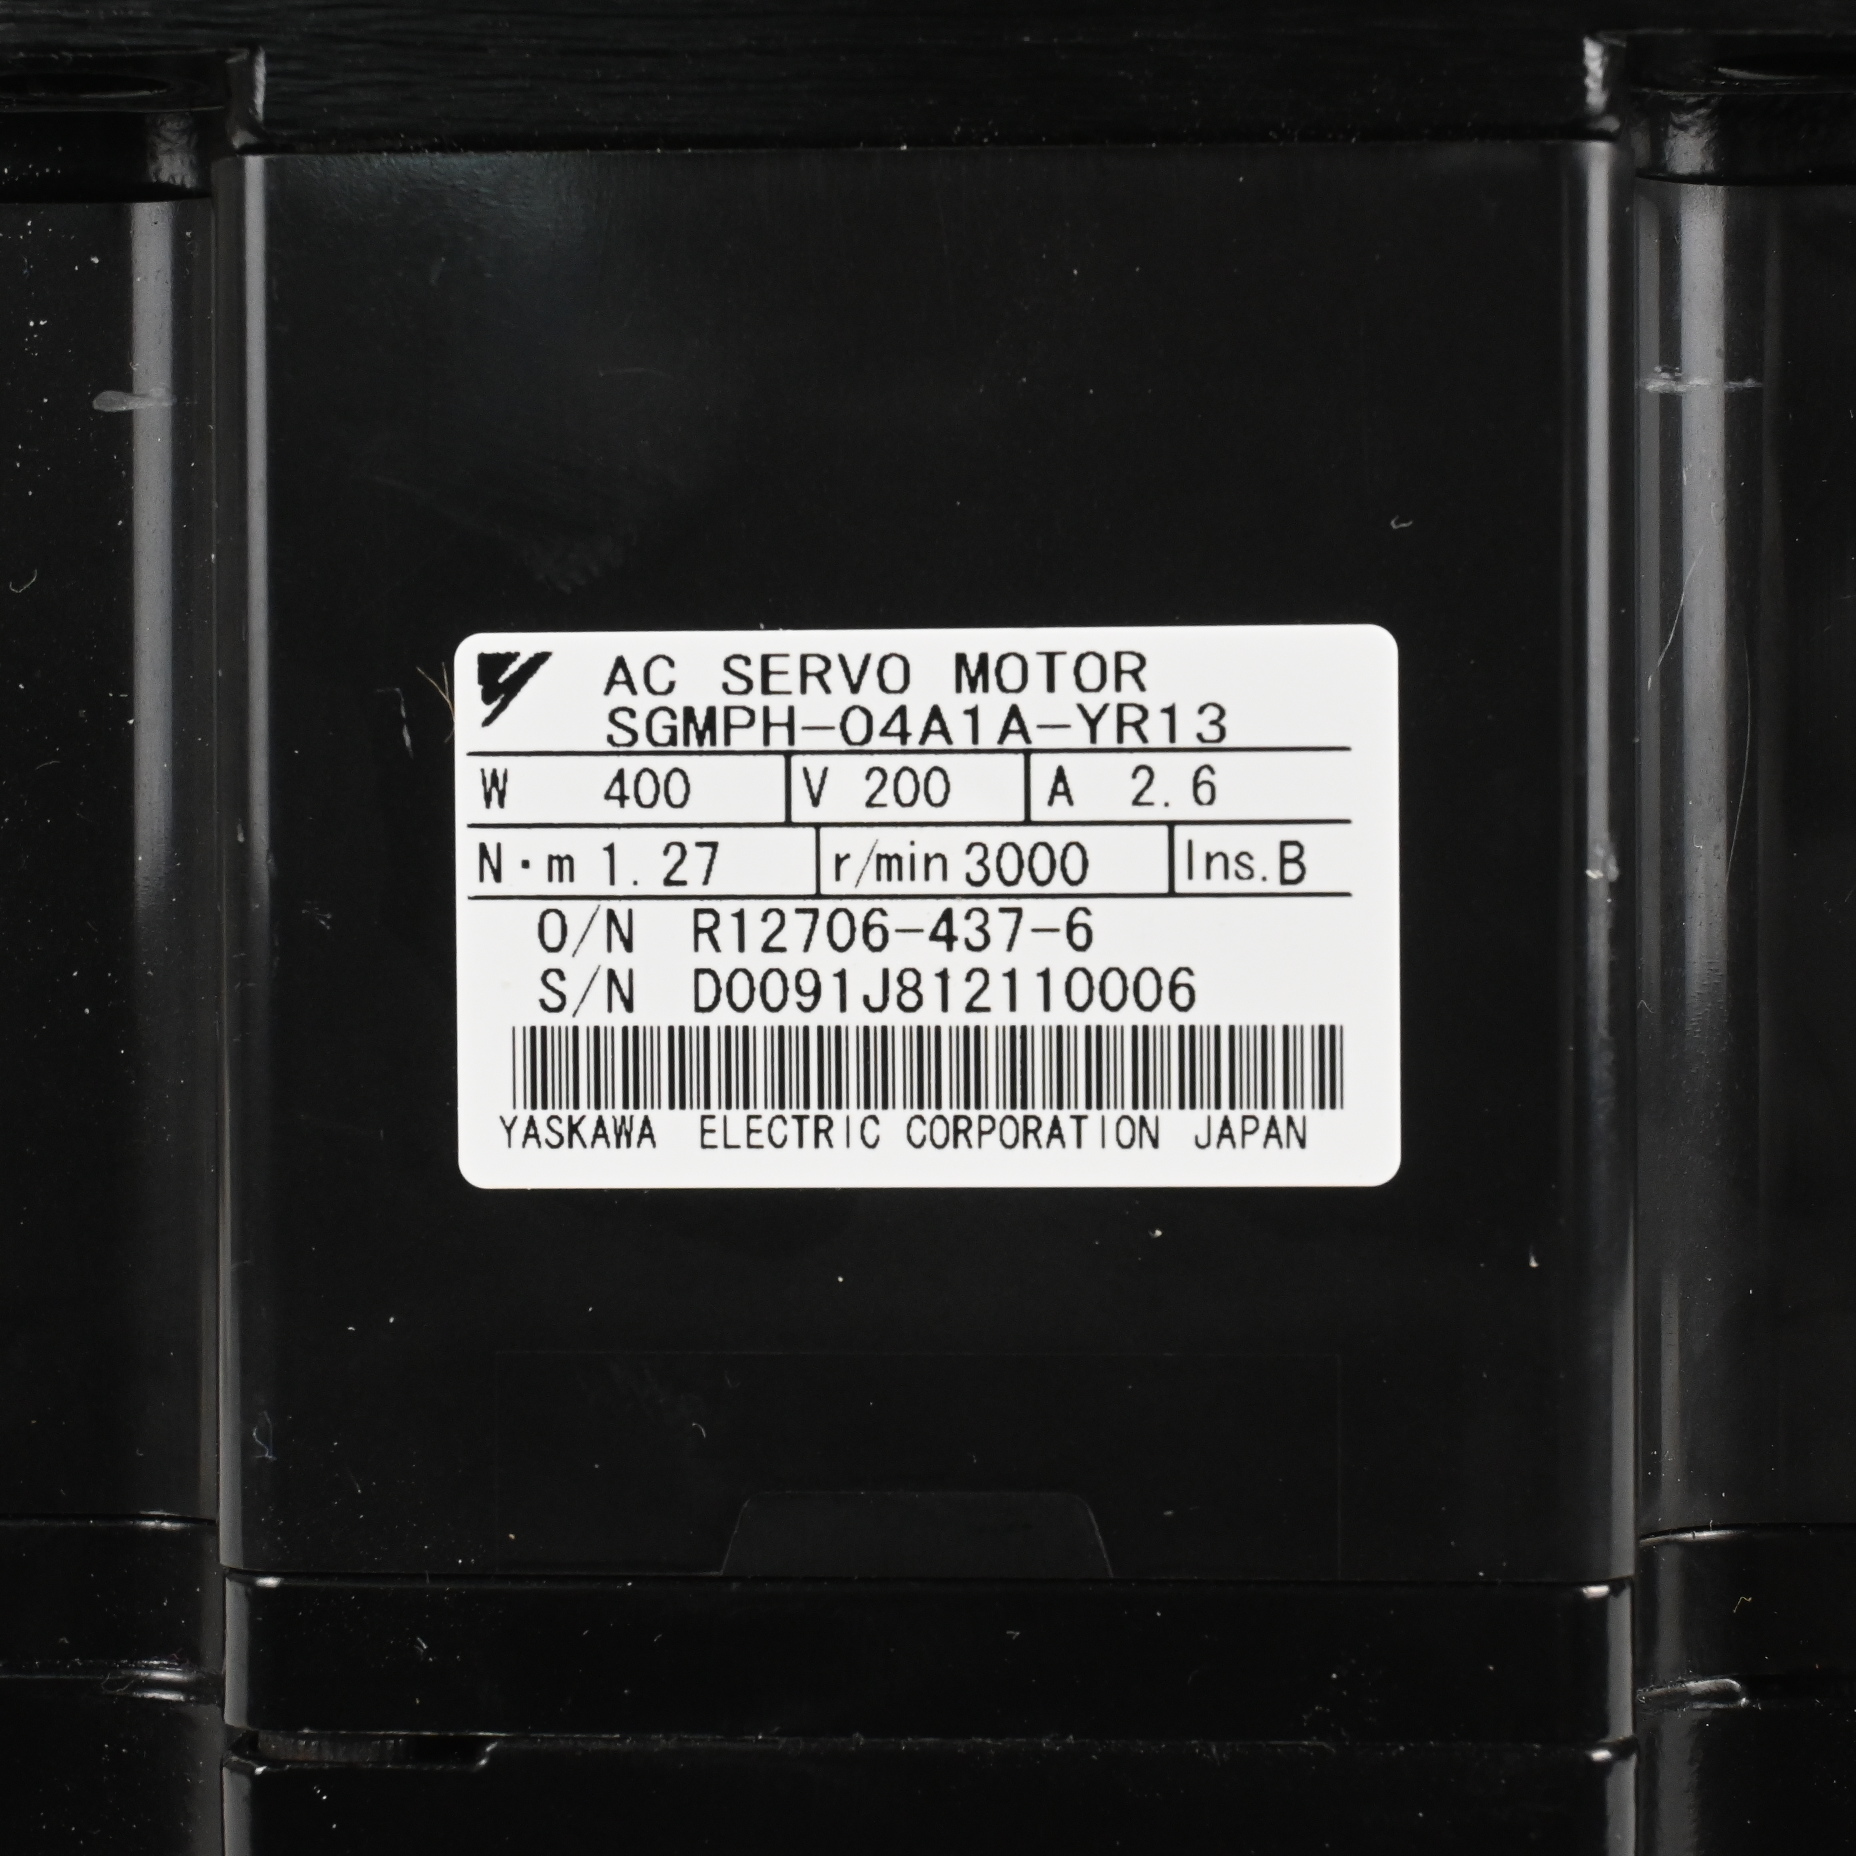 AC SERVO MOTOR
SGMPH-04A1A-YR13
W 400 V 200 A 2.6
N·m 1.27 r/min 3000 Ins.B
O/N R12706-437-6
S/N D0091J812110006
YASKAWA ELECTRIC CORPORATION JAPAN